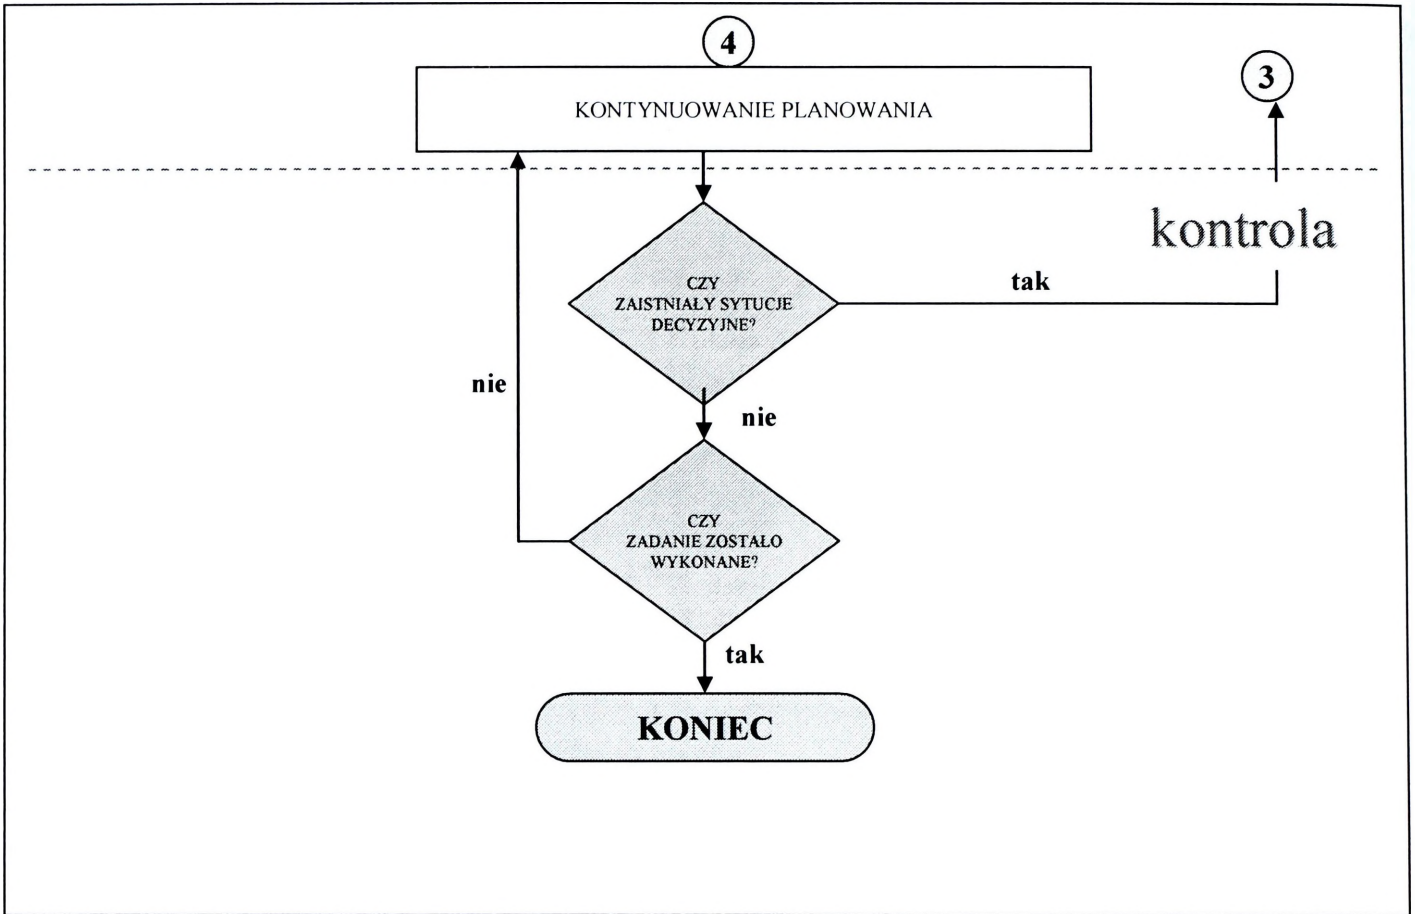 4
3
KONTYNUOWANIE PLANOWANIA
kontrola
CZY
ZAISTNIAŁY SYTUCJE
DECYZYJNE?
tak
nie
nie
CZY
ZADANIE ZOSTAŁO
WYKONANE?
tak
KONIEC